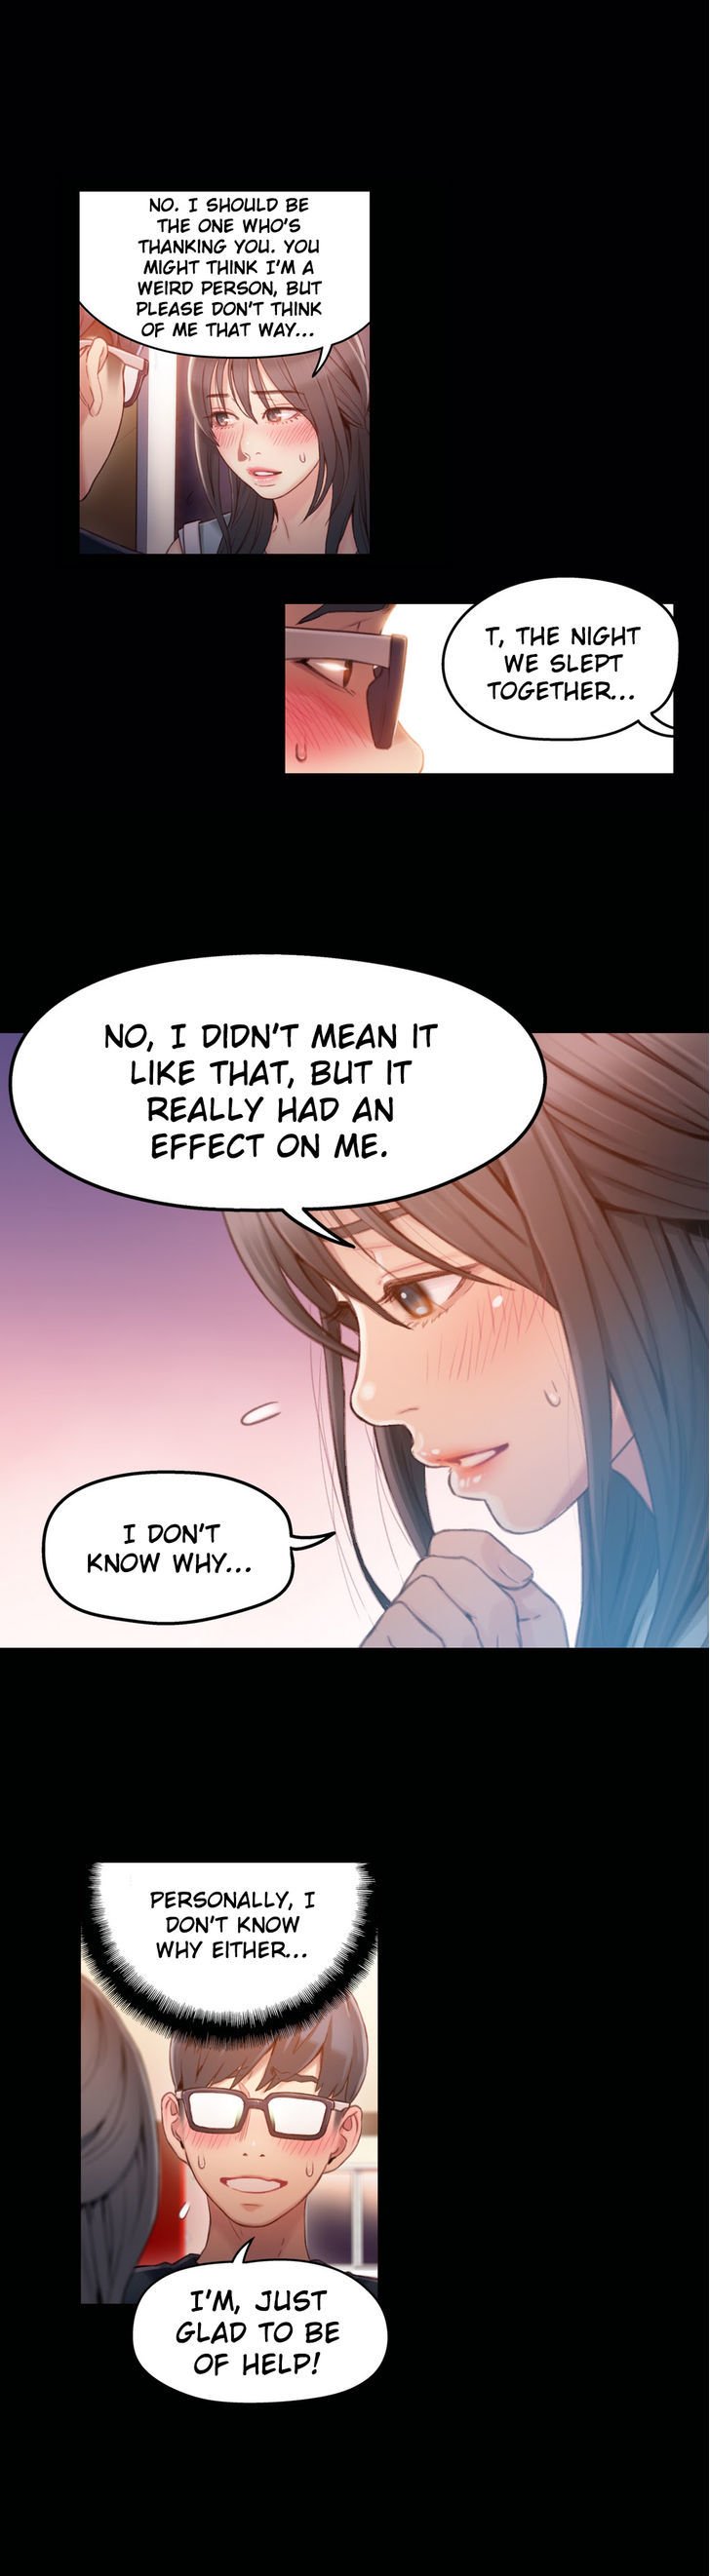 NO. I SHOULD BE
THE ONE WHO'S
THANKING YOU. YOU
MIGHT THINK I'M A
WEIRD PERSON, BUT
PLEASE DON'T THINK
OF ME THAT WAY...
T, THE NIGHT
WE SLEPT
TOGETHER...
NO, I DIDN'T MEAN IT
LIKE THAT, BUT IT
REALLY HAD AN
EFFECT ON ME.
I DON'T
KNOW WHY...
PERSONALLY, I
DON'T KNOW
WHY EITHER...
I'M, JUST
GLAD TO BE
OF HELP!